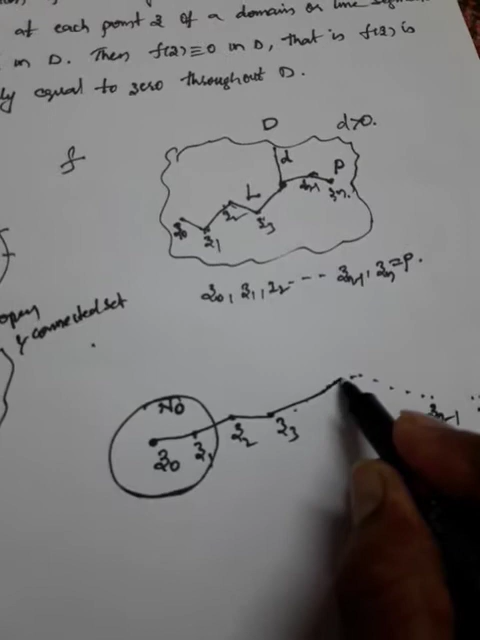 at each point z of a domain or line segm
in D. Then f(z) ≡ 0 in D, that is f(z) is
ly equal to zero throughout D.
D
d>0.
f
d
L
P
z0
z1
z2
z3
zn-1
zn.
z0, z1, z2 --- zn-1, zn = P.
open
& connected set
N0
z0
z1
z2
z3
zn-1